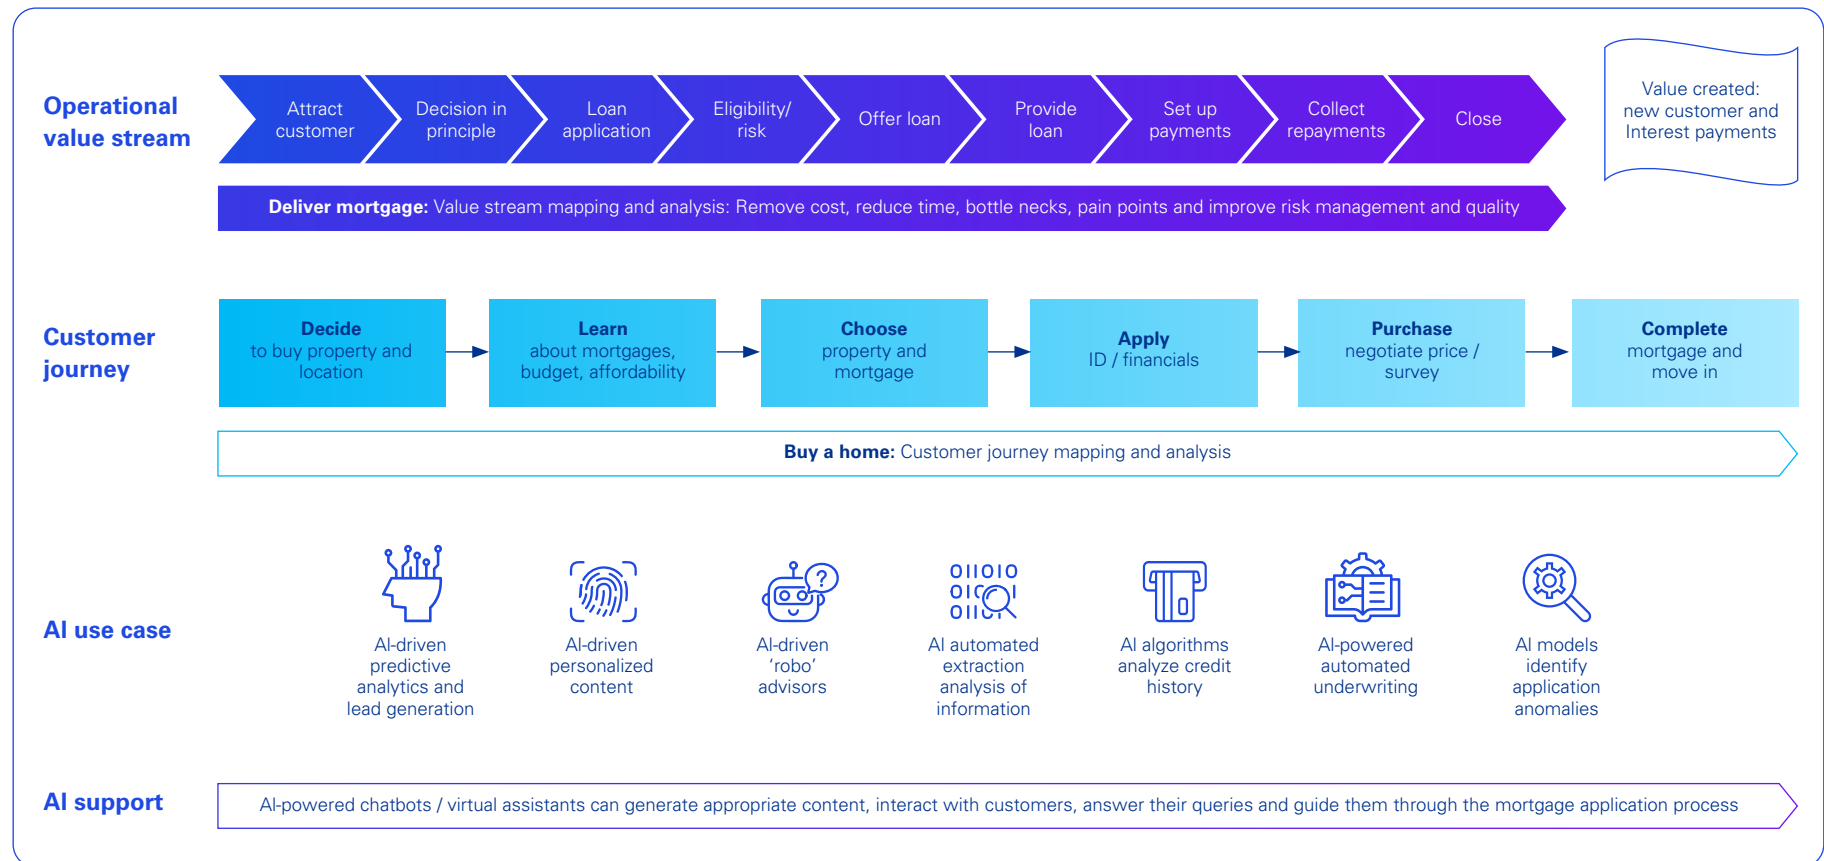 Operational
value stream
Attract
customer
Decision in
principle
Loan
application
Eligibility/
risk
Offer loan
Provide
loan
Set up
payments
Collect
repayments
Close
Value created:
new customer and
Interest payments
Deliver mortgage: Value stream mapping and analysis: Remove cost, reduce time, bottle necks, pain points and improve risk management and quality
Customer
journey
Decide
to buy property and
location
Learn
about mortgages,
budget, affordability
Choose
property and
mortgage
Apply
ID / financials
Purchase
negotiate price /
survey
Complete
mortgage and
move in
Buy a home: Customer journey mapping and analysis
AI use case
?
011010
AI-driven
predictive
analytics and
lead generation
AI-driven
personalized
content
AI-driven
‘robo’
advisors
AI automated
extraction
analysis of
information
AI algorithms
analyze credit
history
AI-powered
automated
underwriting
AI models
identify
application
anomalies
AI support
AI-powered chatbots / virtual assistants can generate appropriate content, interact with customers, answer their queries and guide them through the mortgage application process